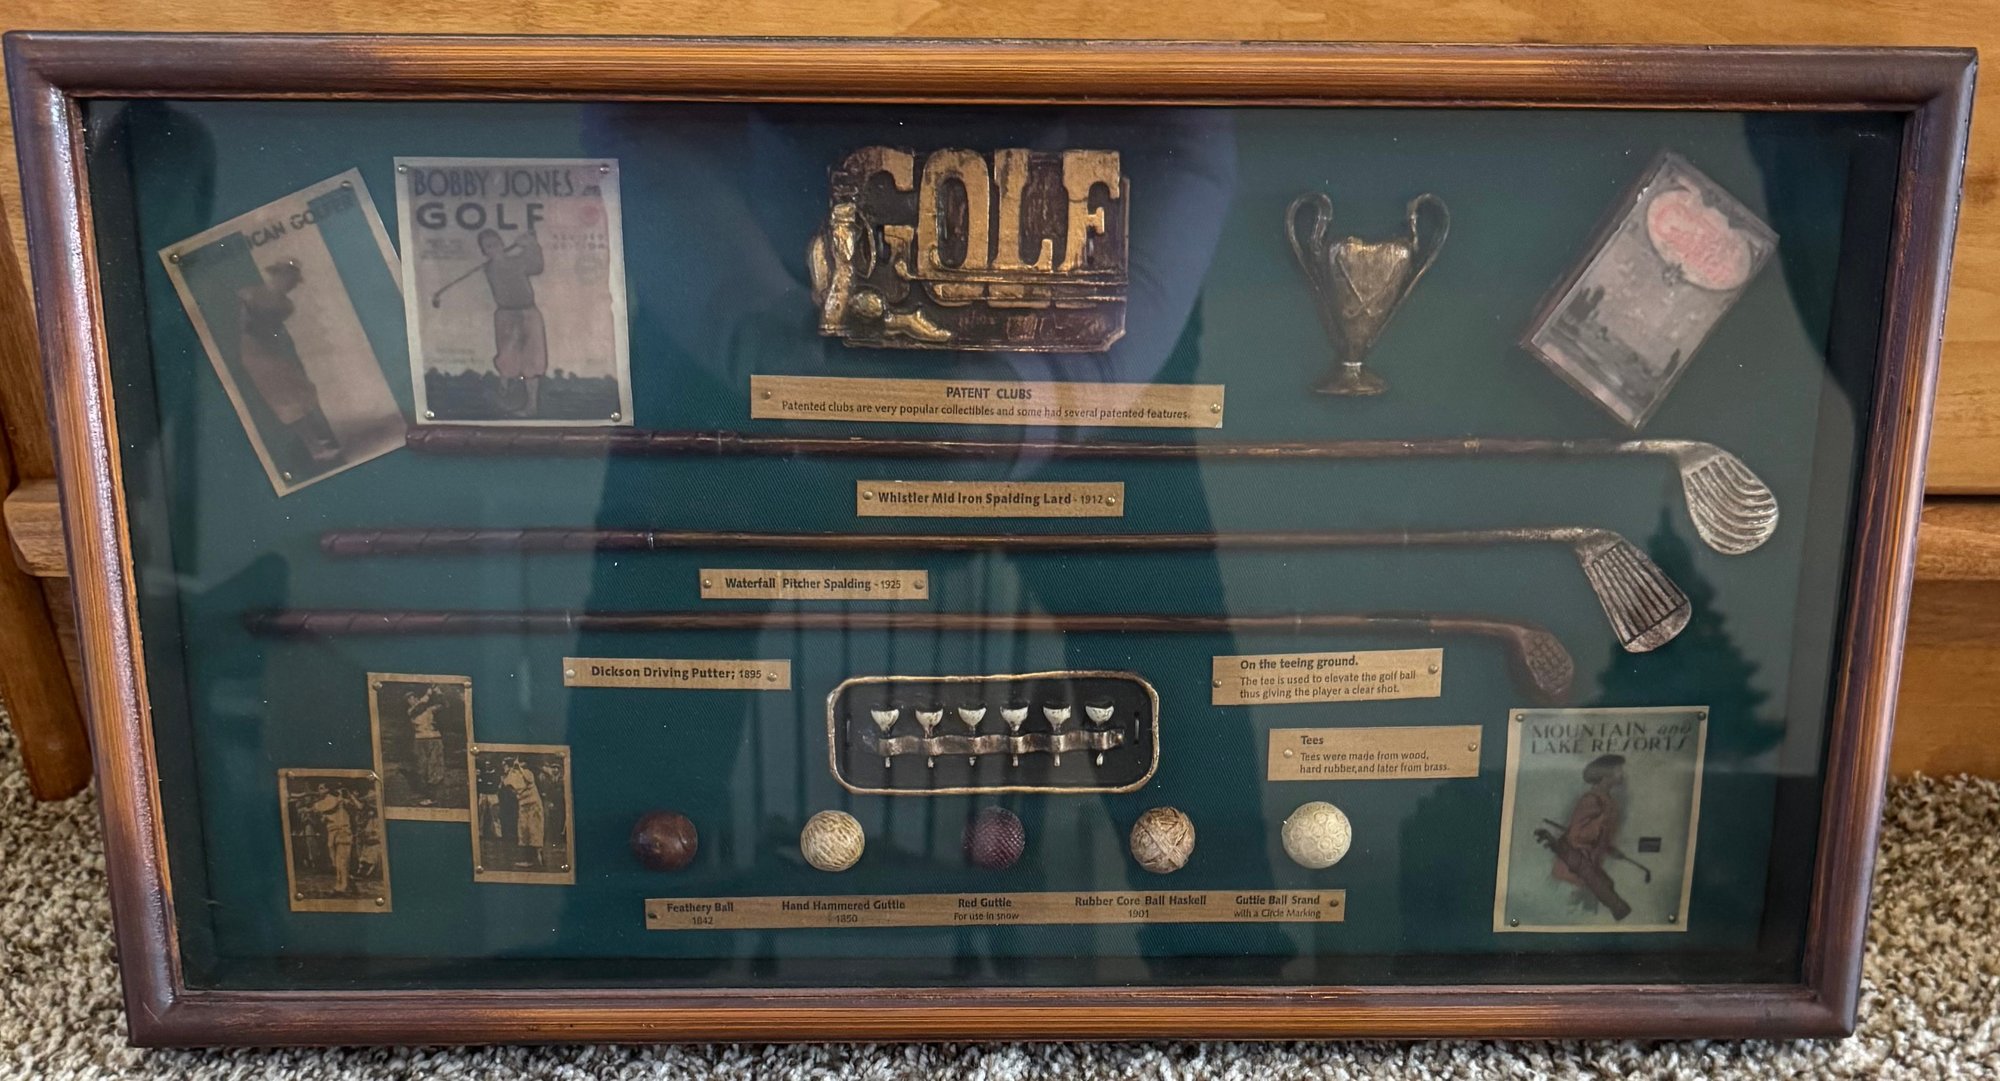 BOBBY JONES
GOLF
GOLF
PATENT CLUBS
Patented clubs are very popular collectibles and some had several patented features.
Whistler Mid Iron Spalding Lard - 1912
Waterfall Pitcher Spalding - 1925
Dickson Driving Putter; 1895
On the teeing ground.
The tee is used to elevate the golf ball
thus giving the player a clear shot.
Tees
Tees were made from wood,
hard rubber,and later from brass.
MOUNTAIN and
LAKE RESORTS
Feathery Ball
1842
Hand Hammered Guttie
1850
Red Guttie
For use in snow
Rubber Core Ball Haskell
1901
Guttie Ball Srand
with a Circle Marking